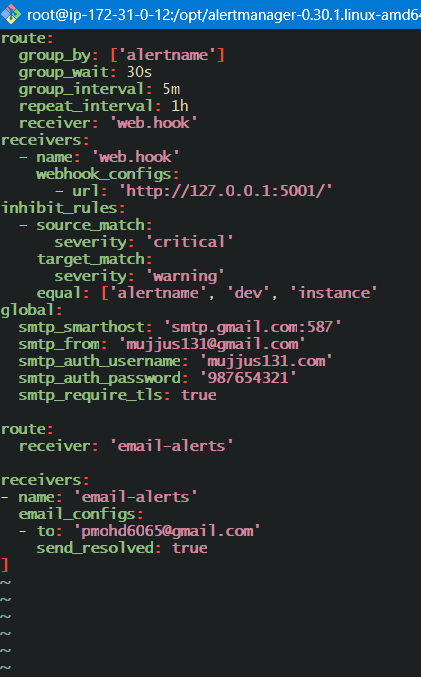 root@ip-172-31-0-12:/opt/alertmanager-0.30.1.linux-amd64
route:
  group_by: ['alertname']
  group_wait: 30s
  group_interval: 5m
  repeat_interval: 1h
  receiver: 'web.hook'
receivers:
  - name: 'web.hook'
    webhook_configs:
      - url: 'http://127.0.0.1:5001/'
inhibit_rules:
  - source_match:
      severity: 'critical'
    target_match:
      severity: 'warning'
    equal: ['alertname', 'dev', 'instance'
global:
  smtp_smarthost: 'smtp.gmail.com:587'
  smtp_from: 'mujjus131@gmail.com'
  smtp_auth_username: 'mujjus131.com'
  smtp_auth_password: '987654321'
  smtp_require_tls: true

route:
  receiver: 'email-alerts'

receivers:
- name: 'email-alerts'
  email_configs:
  - to: 'pmohd6065@gmail.com'
    send_resolved: true
]
~
~
~
~
~
~